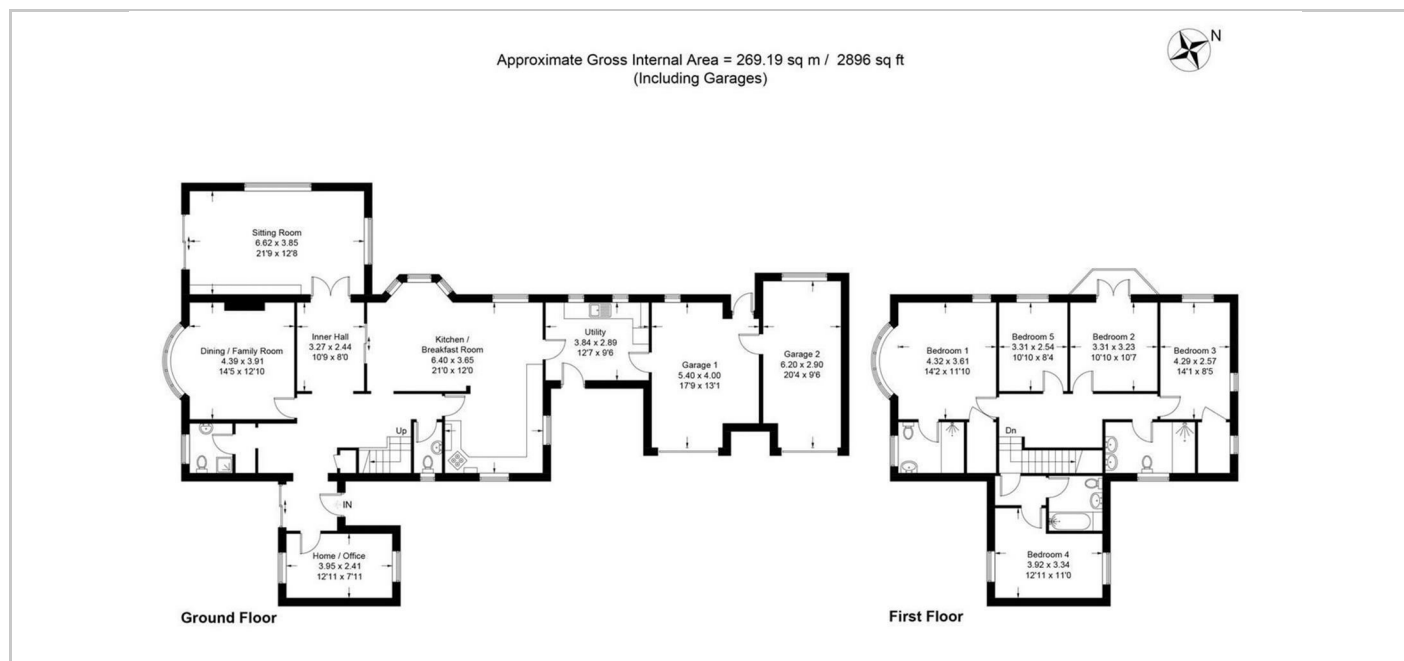 N
Approximate Gross Internal Area = 269.19 sq m / 2896 sq ft
(Including Garages)
Sitting Room
6.62 x 3.85
21'9 x 12'8
Dining / Family Room
4.39 x 3.91
14'5 x 12'10
Inner Hall
3.27 x 2.44
10'9 x 8'0
Kitchen /
Breakfast Room
6.40 x 3.65
21'0 x 12'0
Utility
3.84 x 2.89
12'7 x 9'6
Garage 1
5.40 x 4.00
17'9 x 13'1
Garage 2
6.20 x 2.90
20'4 x 9'6
Up
IN
Home / Office
3.95 x 2.41
12'11 x 7'11
Ground Floor
Bedroom 1
4.32 x 3.61
14'2 x 11'10
Bedroom 5
3.31 x 2.54
10'10 x 8'4
Bedroom 2
3.31 x 3.23
10'10 x 10'7
Bedroom 3
4.29 x 2.57
14'1 x 8'5
Dn
Bedroom 4
3.92 x 3.34
12'11 x 11'0
First Floor